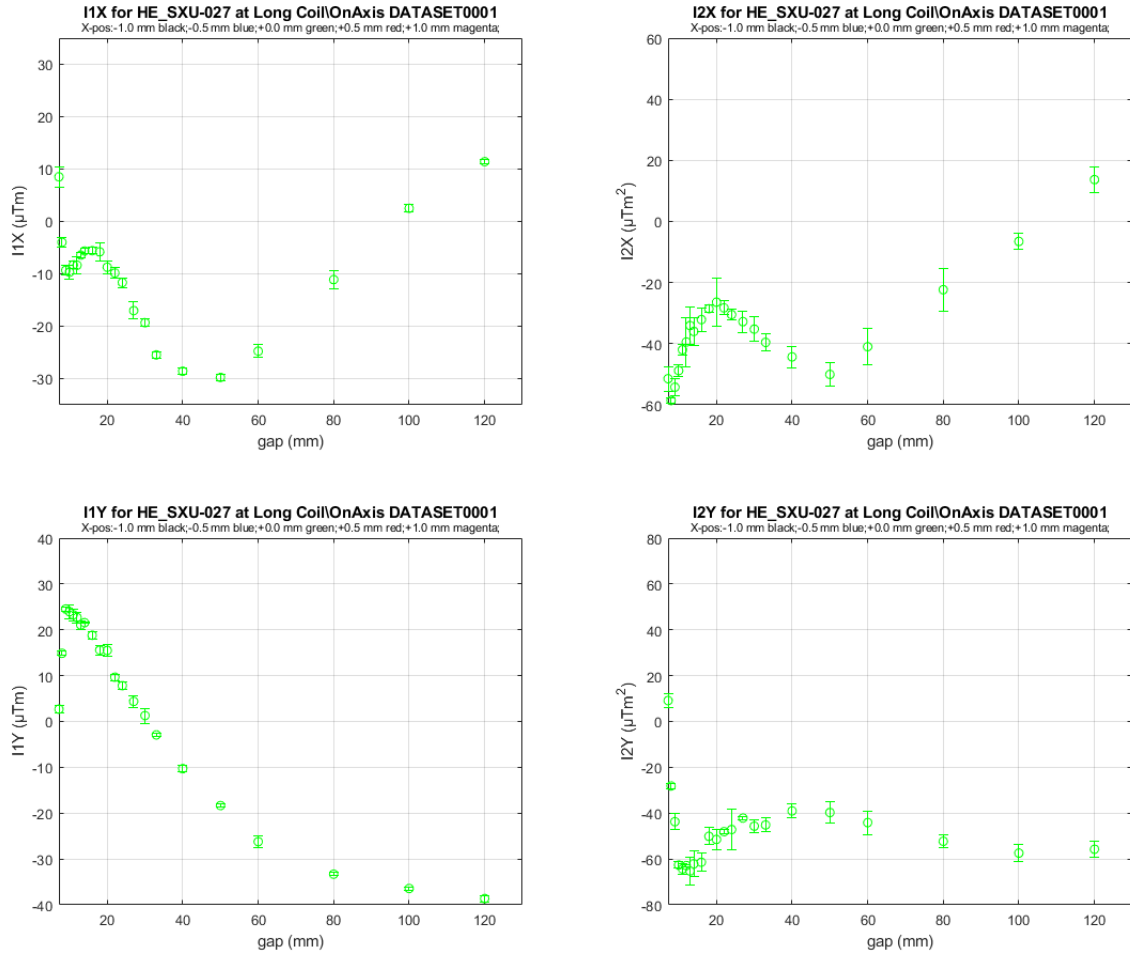 I1X for HE_SXU-027 at Long Coil\OnAxis DATASET0001
X-pos:-1.0 mm black;-0.5 mm blue;+0.0 mm green;+0.5 mm red;+1.0 mm magenta;
30
20
10
0
-10
-20
-30
I1X (µTm)
20 40 60 80 100 120
gap (mm)
I2X for HE_SXU-027 at Long Coil\OnAxis DATASET0001
X-pos:-1.0 mm black;-0.5 mm blue;+0.0 mm green;+0.5 mm red;+1.0 mm magenta;
60
40
20
0
-20
-40
-60
I2X (µTm²)
20 40 60 80 100 120
gap (mm)
I1Y for HE_SXU-027 at Long Coil\OnAxis DATASET0001
X-pos:-1.0 mm black;-0.5 mm blue;+0.0 mm green;+0.5 mm red;+1.0 mm magenta;
40
30
20
10
0
-10
-20
-30
-40
I1Y (µTm)
20 40 60 80 100 120
gap (mm)
I2Y for HE_SXU-027 at Long Coil\OnAxis DATASET0001
X-pos:-1.0 mm black;-0.5 mm blue;+0.0 mm green;+0.5 mm red;+1.0 mm magenta;
80
60
40
20
0
-20
-40
-60
-80
I2Y (µTm²)
20 40 60 80 100 120
gap (mm)